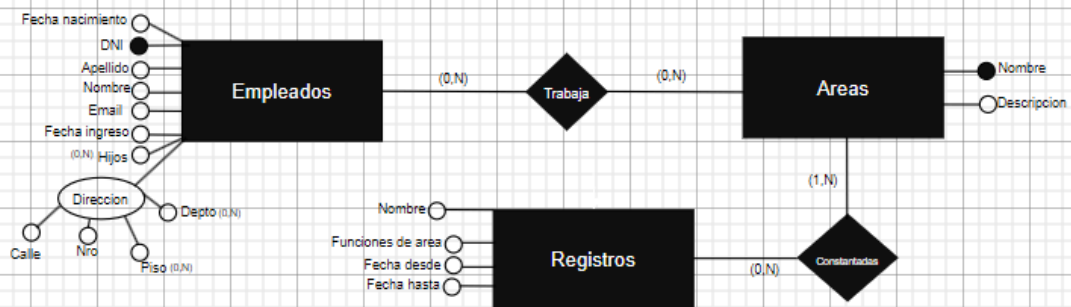 Fecha nacimiento
DNI
Apellido
Nombre
Email
Fecha ingreso
(0,N) Hijos
Empleados
(0,N)
Trabaja
(0,N)
Areas
Nombre
Descripcion
Direccion
Depto (0,N)
Calle
Nro
Piso (0,N)
(1,N)
Nombre
Funciones de area
Fecha desde
Fecha hasta
Registros
(0,N)
Constantadas